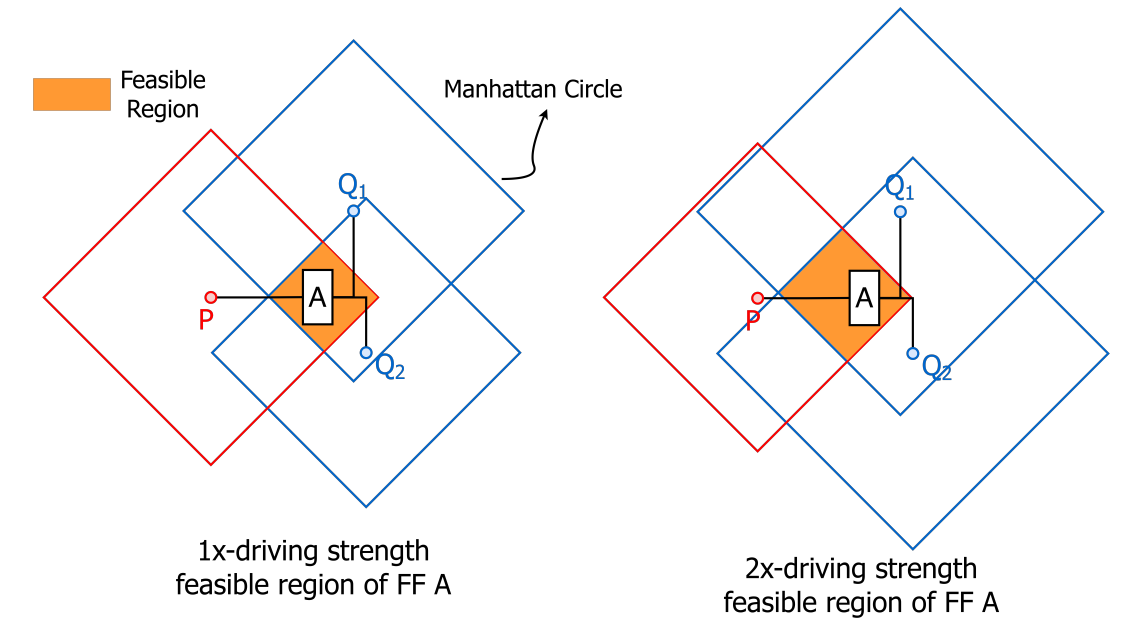 Feasible
Region
Manhattan Circle
Q1
A
P
Q2
1x-driving strength
feasible region of FF A
Q1
A
P
Q2
2x-driving strength
feasible region of FF A